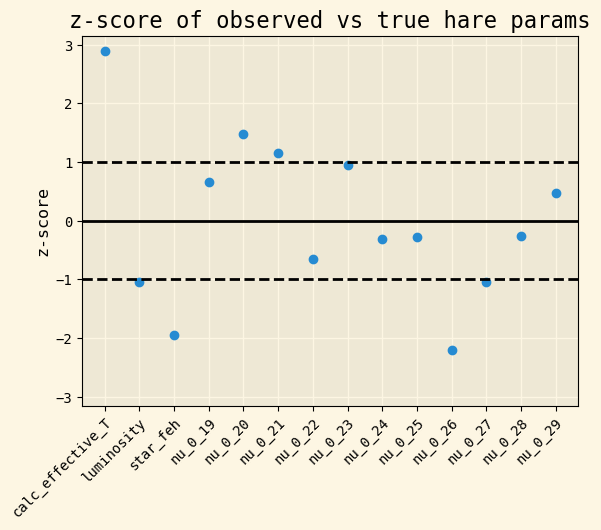 z-score of observed vs true hare params
z-score
3
2
1
0
−1
−2
−3
calc_effective_T
luminosity
star_feh
nu_0_19
nu_0_20
nu_0_21
nu_0_22
nu_0_23
nu_0_24
nu_0_25
nu_0_26
nu_0_27
nu_0_28
nu_0_29